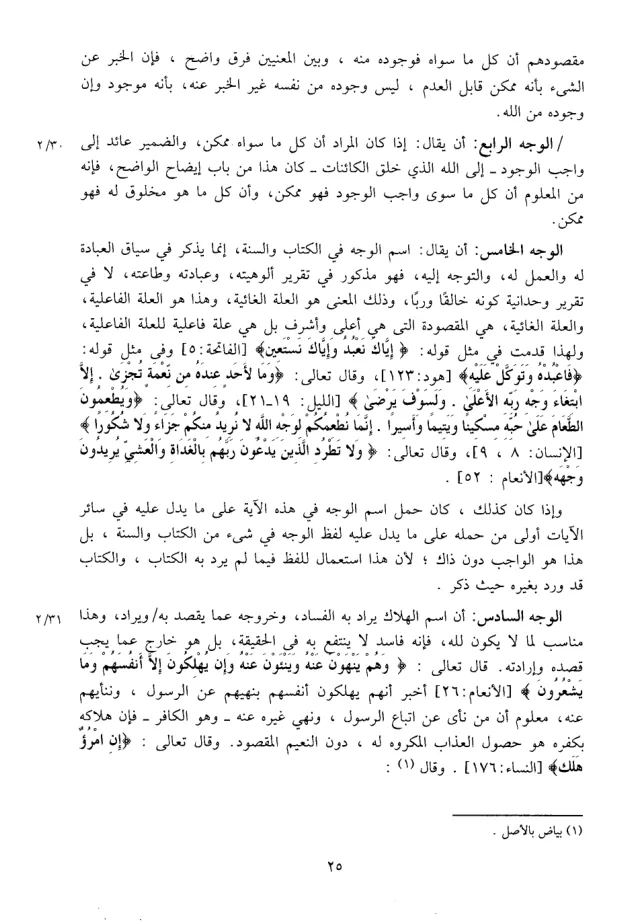 مقصودهم أن كل ما سواه فوجوده منه ، وبين المعنيين فرق واضح ، فإن الخبر عن
الشىء بأنه ممكن قابل العدم ، ليس وجوده من نفسه غير الخبر عنه، بأنه موجود وإن
وجوده من الله.
/ الوجه الرابع: أن يقال: إذا كان المراد أن كل ما سواه ممكن، والضمير عائد إلى ٢/٣٠
واجب الوجود ـ إلى الله الذي خلق الكائنات ـ كان هذا من باب إيضاح الواضح، فإنه
من المعلوم أن كل ما سوى واجب الوجود فهو ممكن، وأن كل ما هو مخلوق له فهو
ممكن.
الوجه الخامس: أن يقال: اسم الوجه في الكتاب والسنة، إنما يذكر في سياق العبادة
له والعمل له، والتوجه إليه، فهو مذكور في تقرير ألوهيته، وعبادته وطاعته، لا في
تقرير وحدانية كونه خالقًا وربًا، وذلك المعنى هو العلة الغائية، وهذا هو العلة الفاعلية،
والعلة الغائية، هي المقصودة التى هي أعلى وأشرف بل هي علة فاعلية للعلة الفاعلية،
ولهذا قدمت في مثل قوله: ﴿ إِيَّاكَ نَعْبُدُ وَإِيَّاكَ نَسْتَعِينُ﴾ [الفاتحة:٥] وفى مثل قوله:
﴿فَاعْبُدْهُ وَتَوَكَّلْ عَلَيْهِ﴾ [هود:١٢٣]، وقال تعالى: ﴿وَمَا لأَحَدٍ عِندَهُ مِن نِّعْمَةٍ تُجْزَىٰ . إِلاَّ
ابْتِغَاءَ وَجْهِ رَبِّهِ الأَعْلَىٰ . وَلَسَوْفَ يَرْضَىٰ ﴾ [الليل: ١٩ـ٢١]، وقال تعالى: ﴿وَيُطْعِمُونَ
الطَّعَامَ عَلَىٰ حُبِّهِ مِسْكِينًا وَيَتِيمًا وَأَسِيرًا . إِنَّمَا نُطْعِمُكُمْ لِوَجْهِ اللَّهِ لا نُرِيدُ مِنكُمْ جَزَاءً وَلا شُكُورًا ﴾
[الإنسان: ٨ ، ٩]، وقال تعالى: ﴿ وَلا تَطْرُدِ الَّذِينَ يَدْعُونَ رَبَّهُم بِالْغَدَاةِ وَالْعَشِيِّ يُرِيدُونَ
وَجْهَهُ﴾[الأنعام : ٥٢] .
وإذا كان كذلك ، كان حمل اسم الوجه في هذه الآية على ما يدل عليه في سائر
الآيات أولى من حمله على ما يدل عليه لفظ الوجه في شىء من الكتاب والسنة ، بل
هذا هو الواجب دون ذاك ؛ لأن هذا استعمال للفظ فيما لم يرد به الكتاب ، والكتاب
قد ورد بغيره حيث ذكر .
الوجه السادس: أن اسم الهلاك يراد به الفساد، وخروجه عما يقصد به/ويراد، وهذا ٢/٣١
مناسب لما لا يكون لله، فإنه فاسد لا ينتفع به في الحقيقة، بل هو خارج عما يجب
قصده وإرادته. قال تعالى : ﴿ وَهُمْ يَنْهَوْنَ عَنْهُ وَيَنْئَوْنَ عَنْهُ وَإِن يُهْلِكُونَ إِلاَّ أَنفُسَهُمْ وَمَا
يَشْعُرُونَ ﴾ [الأنعام:٢٦] أخبر أنهم يهلكون أنفسهم بنهيهم عن الرسول ، ونأيهم
عنه، معلوم أن من نأى عن اتباع الرسول ، ونهي غيره عنه ـ وهو الكافر ـ فإن هلاكه
بكفره هو حصول العذاب المكروه له ، دون النعيم المقصود. وقال تعالى : ﴿إِنِ امْرُؤٌ
هَلَكَ﴾ [النساء:١٧٦] . وقال (١) :
(١) بياض بالأصل .
٢٥